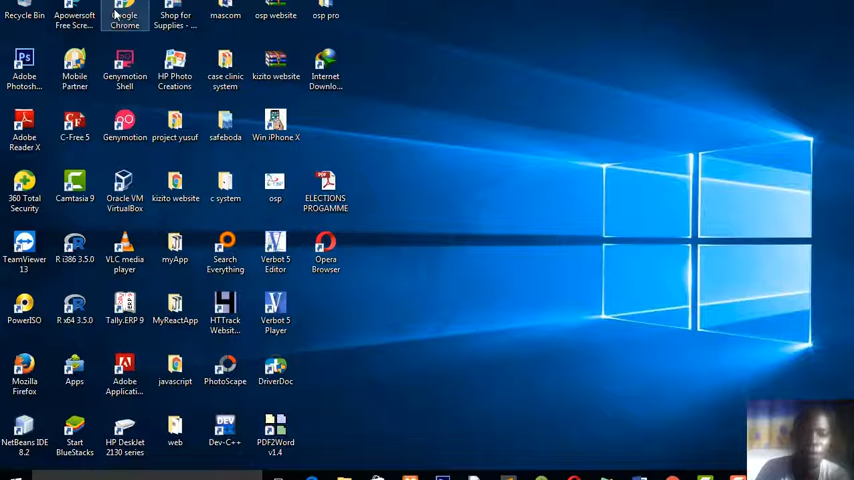 Recycle Bin
Apowersoft
Free Scre...
Google
Chrome
Shop for
Supplies - ...
mascom
osp website
osp pro
Adobe
Photosh...
Mobile
Partner
Genymotion
Shell
HP Photo
Creations
case clinic
system
kizito website
Internet
Downlo...
Adobe
Reader X
C-Free 5
Genymotion
project yusuf
safeboda
Win iPhone X
360 Total
Security
Camtasia 9
Oracle VM
VirtualBox
kizito website
c system
osp
ELECTIONS
PROGAMME
TeamViewer
13
R i386 3.5.0
VLC media
player
myApp
Search
Everything
Verbot 5
Editor
Opera
Browser
PowerISO
R x64 3.5.0
Tally.ERP 9
MyReactApp
HTTrack
Websit...
Verbot 5
Player
Mozilla
Firefox
Apps
Adobe
Applicati...
javascript
PhotoScape
DriverDoc
NetBeans IDE
8.2
Start
BlueStacks
HP DeskJet
2130 series
web
Dev-C++
PDF2Word
v1.4